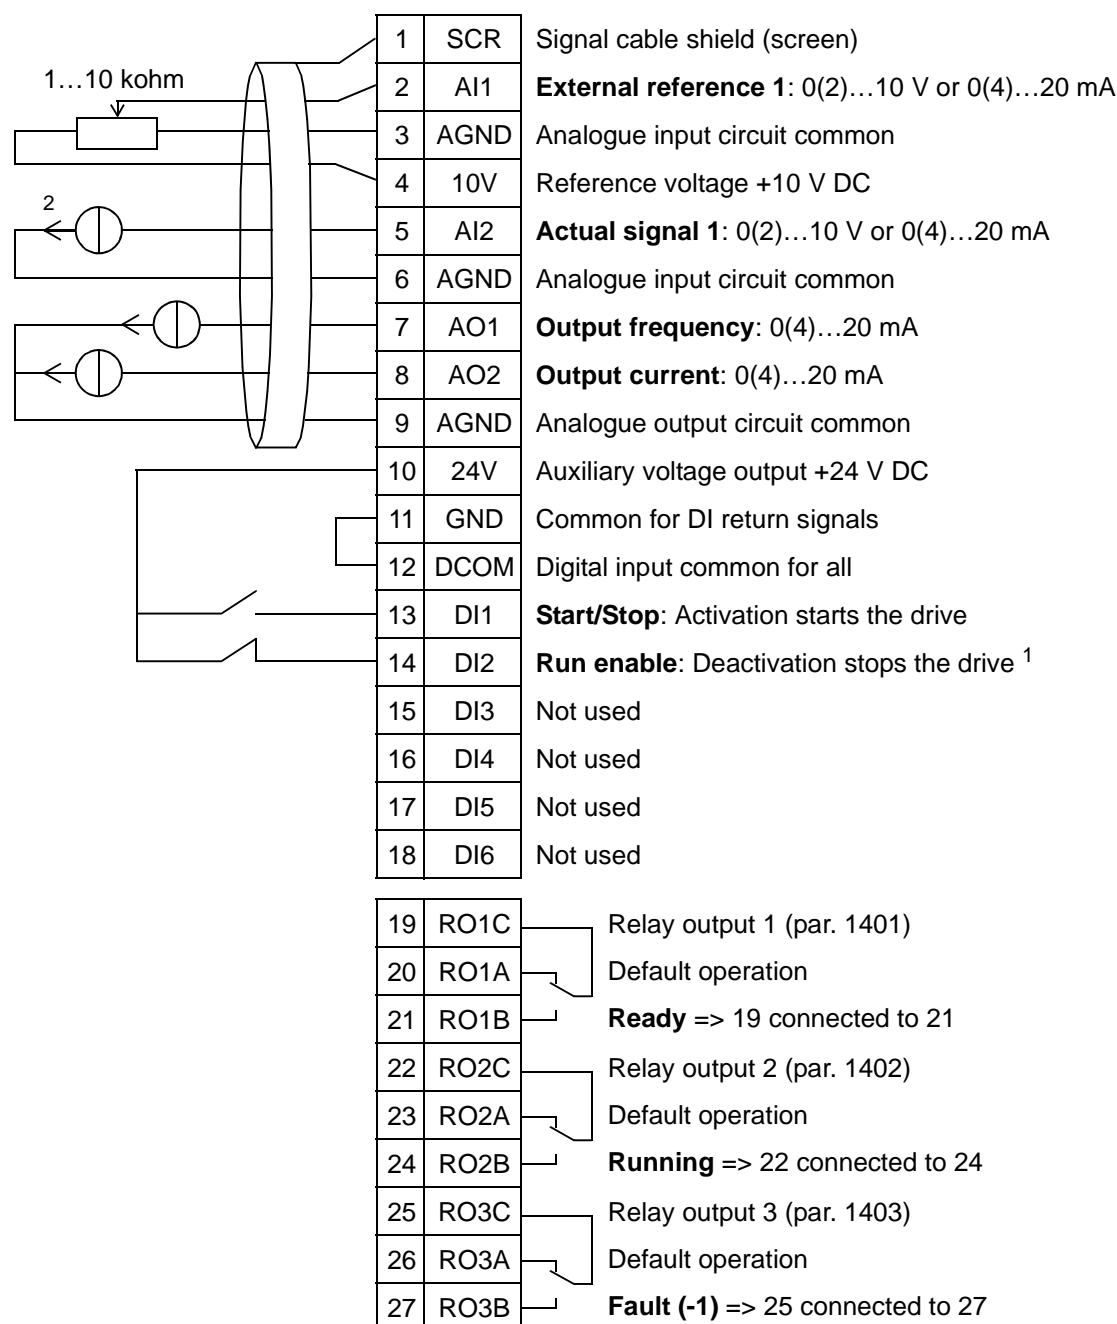 1 SCR Signal cable shield (screen)
1…10 kohm
2 AI1 External reference 1: 0(2)…10 V or 0(4)…20 mA
3 AGND Analogue input circuit common
4 10V Reference voltage +10 V DC
2
5 AI2 Actual signal 1: 0(2)…10 V or 0(4)…20 mA
6 AGND Analogue input circuit common
7 AO1 Output frequency: 0(4)…20 mA
8 AO2 Output current: 0(4)…20 mA
9 AGND Analogue output circuit common
10 24V Auxiliary voltage output +24 V DC
11 GND Common for DI return signals
12 DCOM Digital input common for all
13 DI1 Start/Stop: Activation starts the drive
14 DI2 Run enable: Deactivation stops the drive 1
15 DI3 Not used
16 DI4 Not used
17 DI5 Not used
18 DI6 Not used
19 RO1C Relay output 1 (par. 1401)
20 RO1A Default operation
21 RO1B Ready => 19 connected to 21
22 RO2C Relay output 2 (par. 1402)
23 RO2A Default operation
24 RO2B Running => 22 connected to 24
25 RO3C Relay output 3 (par. 1403)
26 RO3A Default operation
27 RO3B Fault (-1) => 25 connected to 27